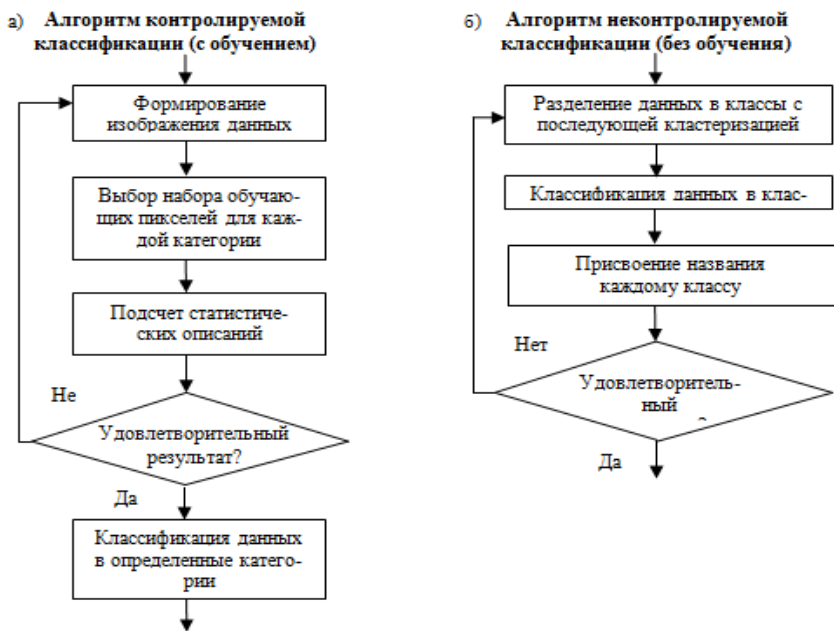 а) Алгоритм контролируемой
классификации (с обучением)
Формирование
изображения данных
Выбор набора обучаю-
щих пикселей для каж-
дой категории
Подсчет статистиче-
ских описаний
Не
Удовлетворительный
результат?
Да
Классификация данных
в определенные катего-
рии
б) Алгоритм неконтролируемой
классификации (без обучения)
Разделение данных в классы с
последующей кластеризацией
Классификация данных в клас-
Присвоение названия
каждому классу
Нет
Удовлетворитель-
ный
Да